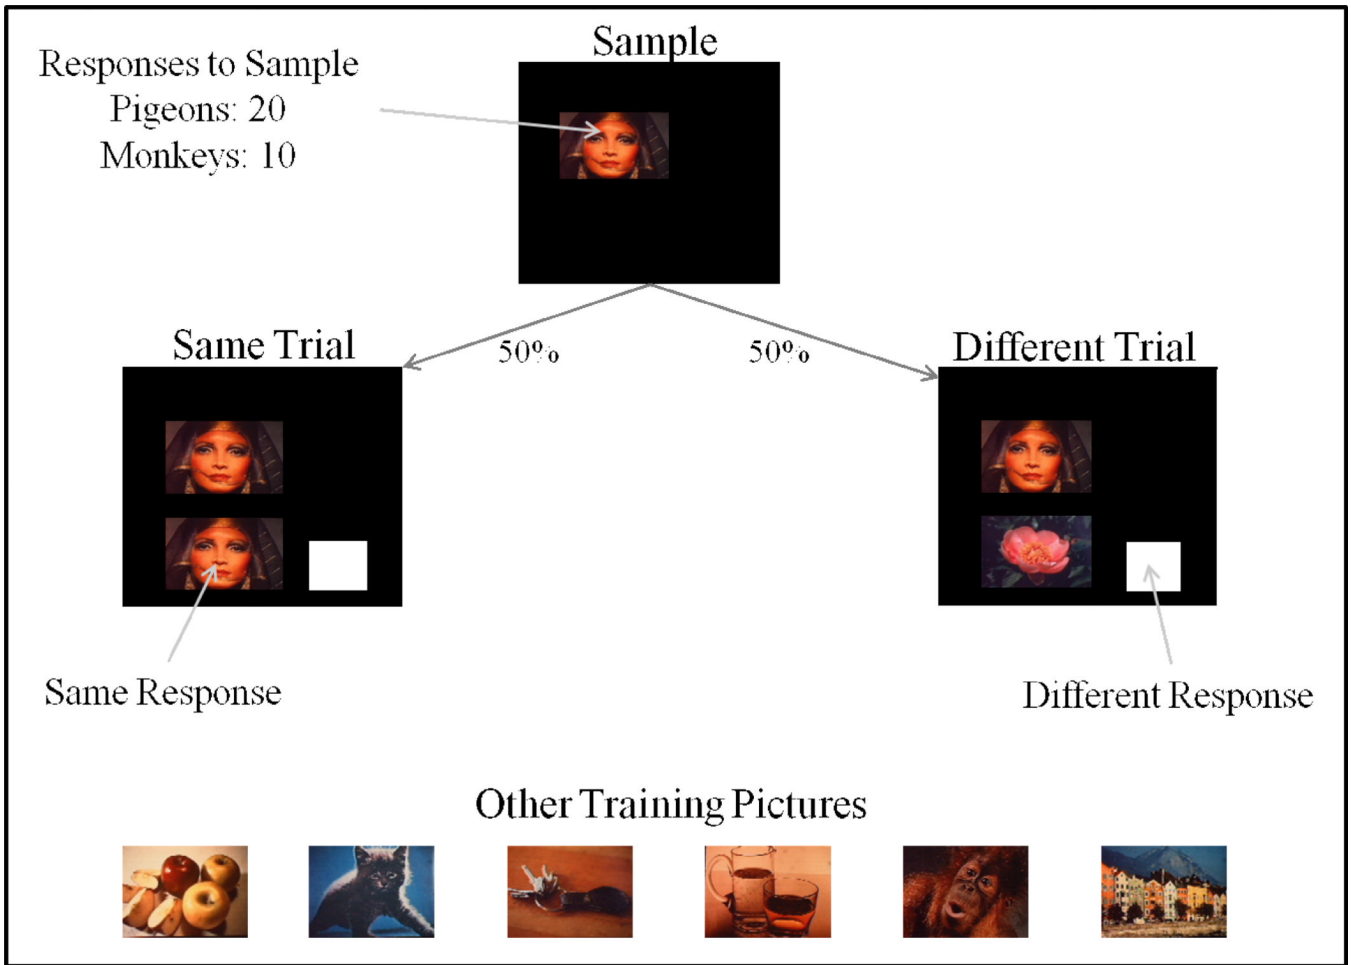 Sample
Responses to Sample
Pigeons: 20
Monkeys: 10
Same Trial
50%
50%
Different Trial
Same Response
Different Response
Other Training Pictures